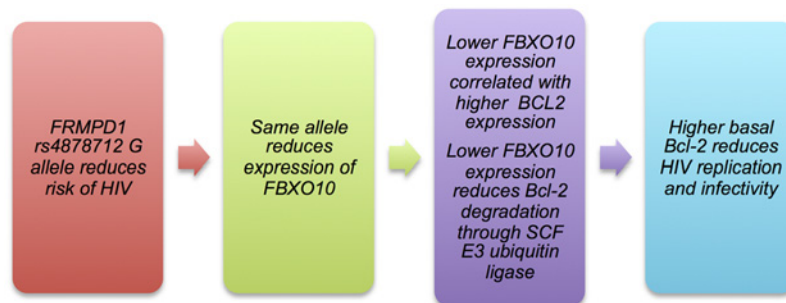 FRMPD1
rs4878712 G
allele reduces
risk of HIV
Same allele
reduces
expression of
FBXO10
Lower FBXO10
expression
correlated with
higher BCL2
expression
Lower FBXO10
expression
reduces Bcl-2
degradation
through SCF
E3 ubiquitin
ligase
Higher basal
Bcl-2 reduces
HIV replication
and infectivity